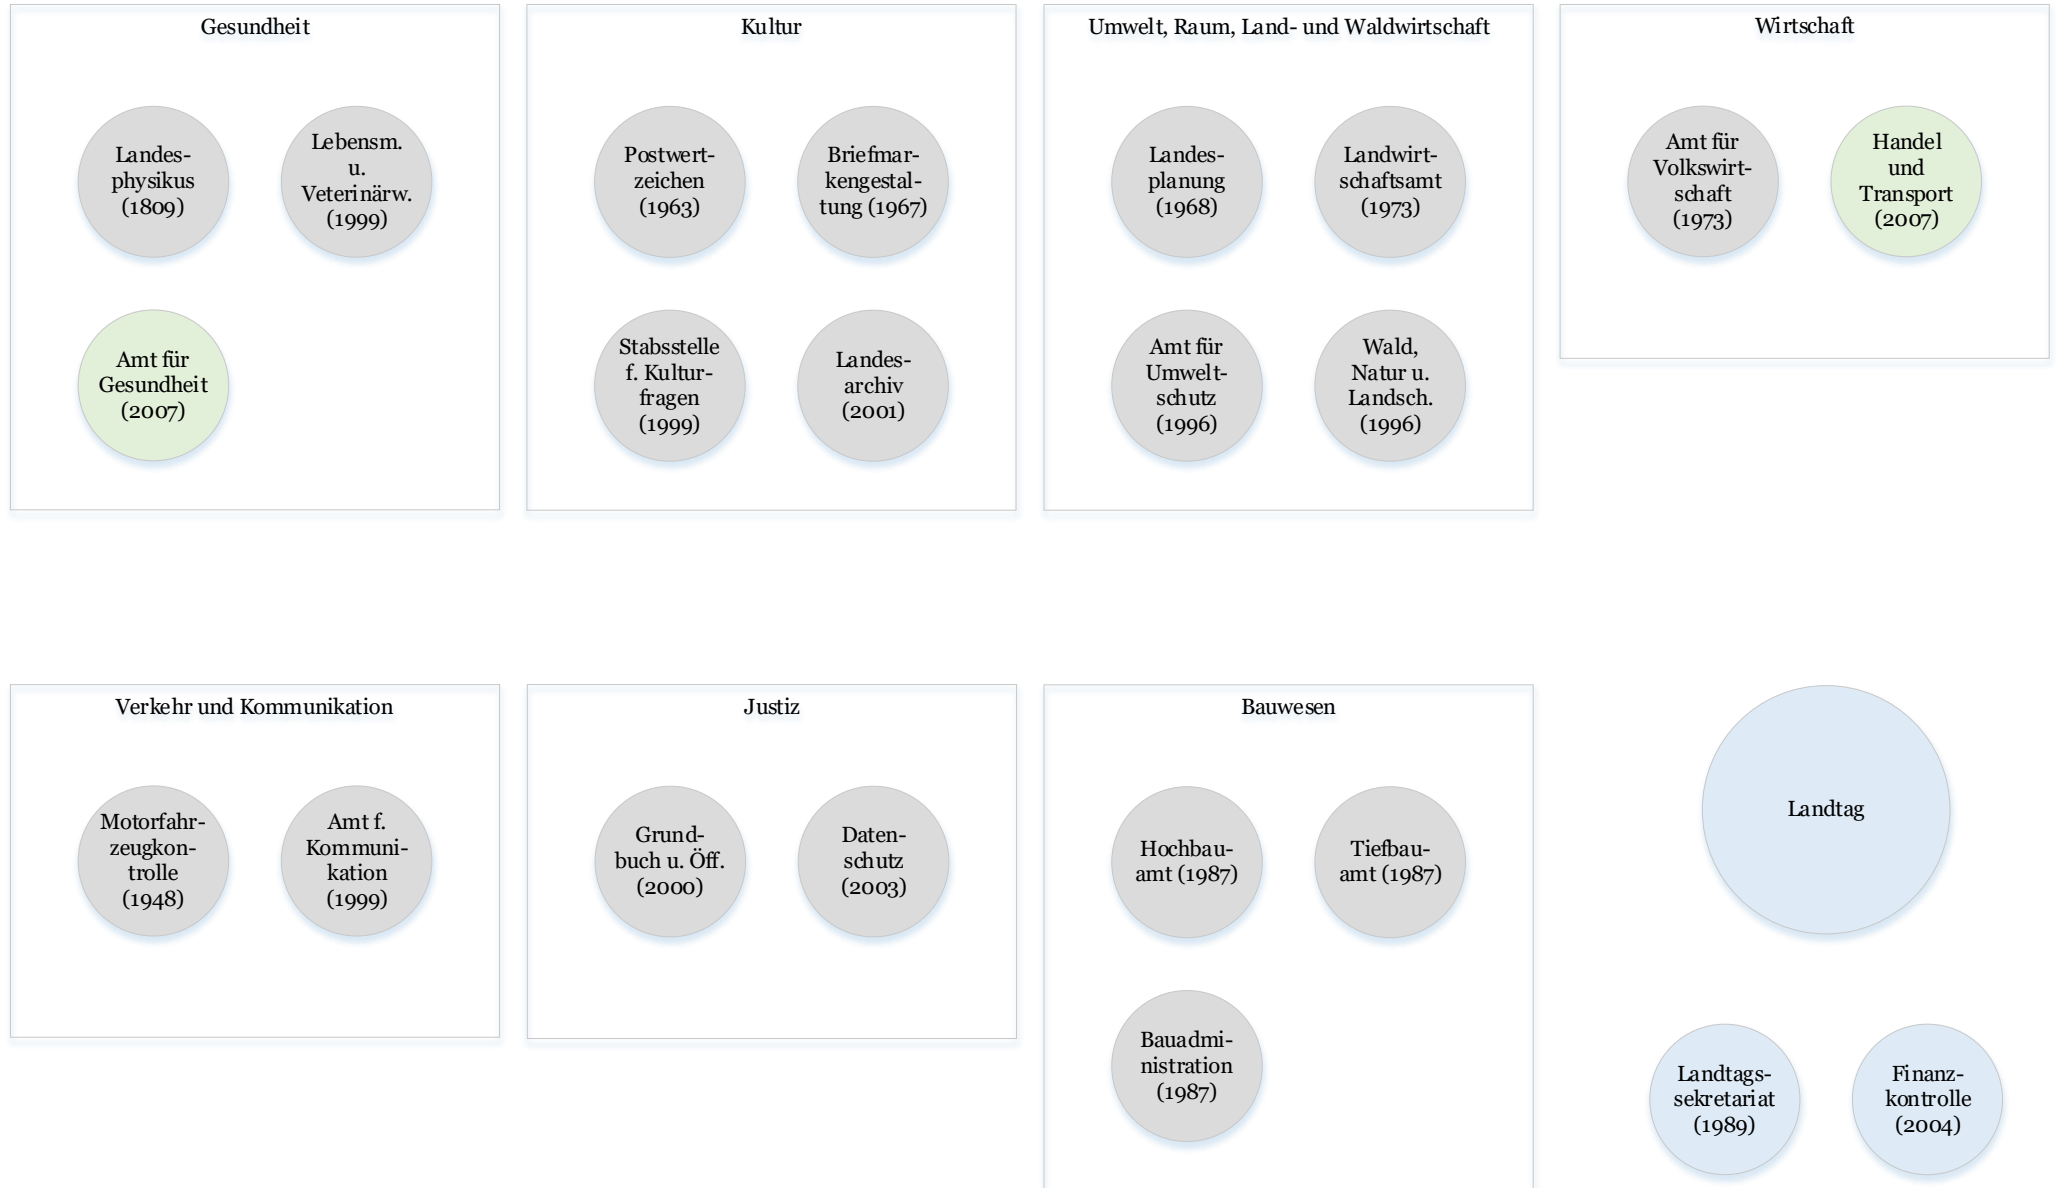 Gesundheit
Landes-
physikus
(1809)
Lebensm.
u.
Veterinärw.
(1999)
Amt für
Gesundheit
(2007)
Kultur
Postwert-
zeichen
(1963)
Briefmar-
kengestal-
tung (1967)
Stabsstelle
f. Kultur-
fragen
(1999)
Landes-
archiv
(2001)
Umwelt, Raum, Land- und Waldwirtschaft
Landes-
planung
(1968)
Landwirt-
schaftsamt
(1973)
Amt für
Umwelt-
schutz
(1996)
Wald,
Natur u.
Landsch.
(1996)
Wirtschaft
Amt für
Volkswirt-
schaft
(1973)
Handel
und
Transport
(2007)
Verkehr und Kommunikation
Motorfahr-
zeugkon-
trolle
(1948)
Amt f.
Kommuni-
kation
(1999)
Justiz
Grund-
buch u. Öff.
(2000)
Daten-
schutz
(2003)
Bauwesen
Hochbau-
amt (1987)
Tiefbau-
amt (1987)
Bauadmi-
nistration
(1987)
Landtag
Landtags-
sekretariat
(1989)
Finanz-
kontrolle
(2004)